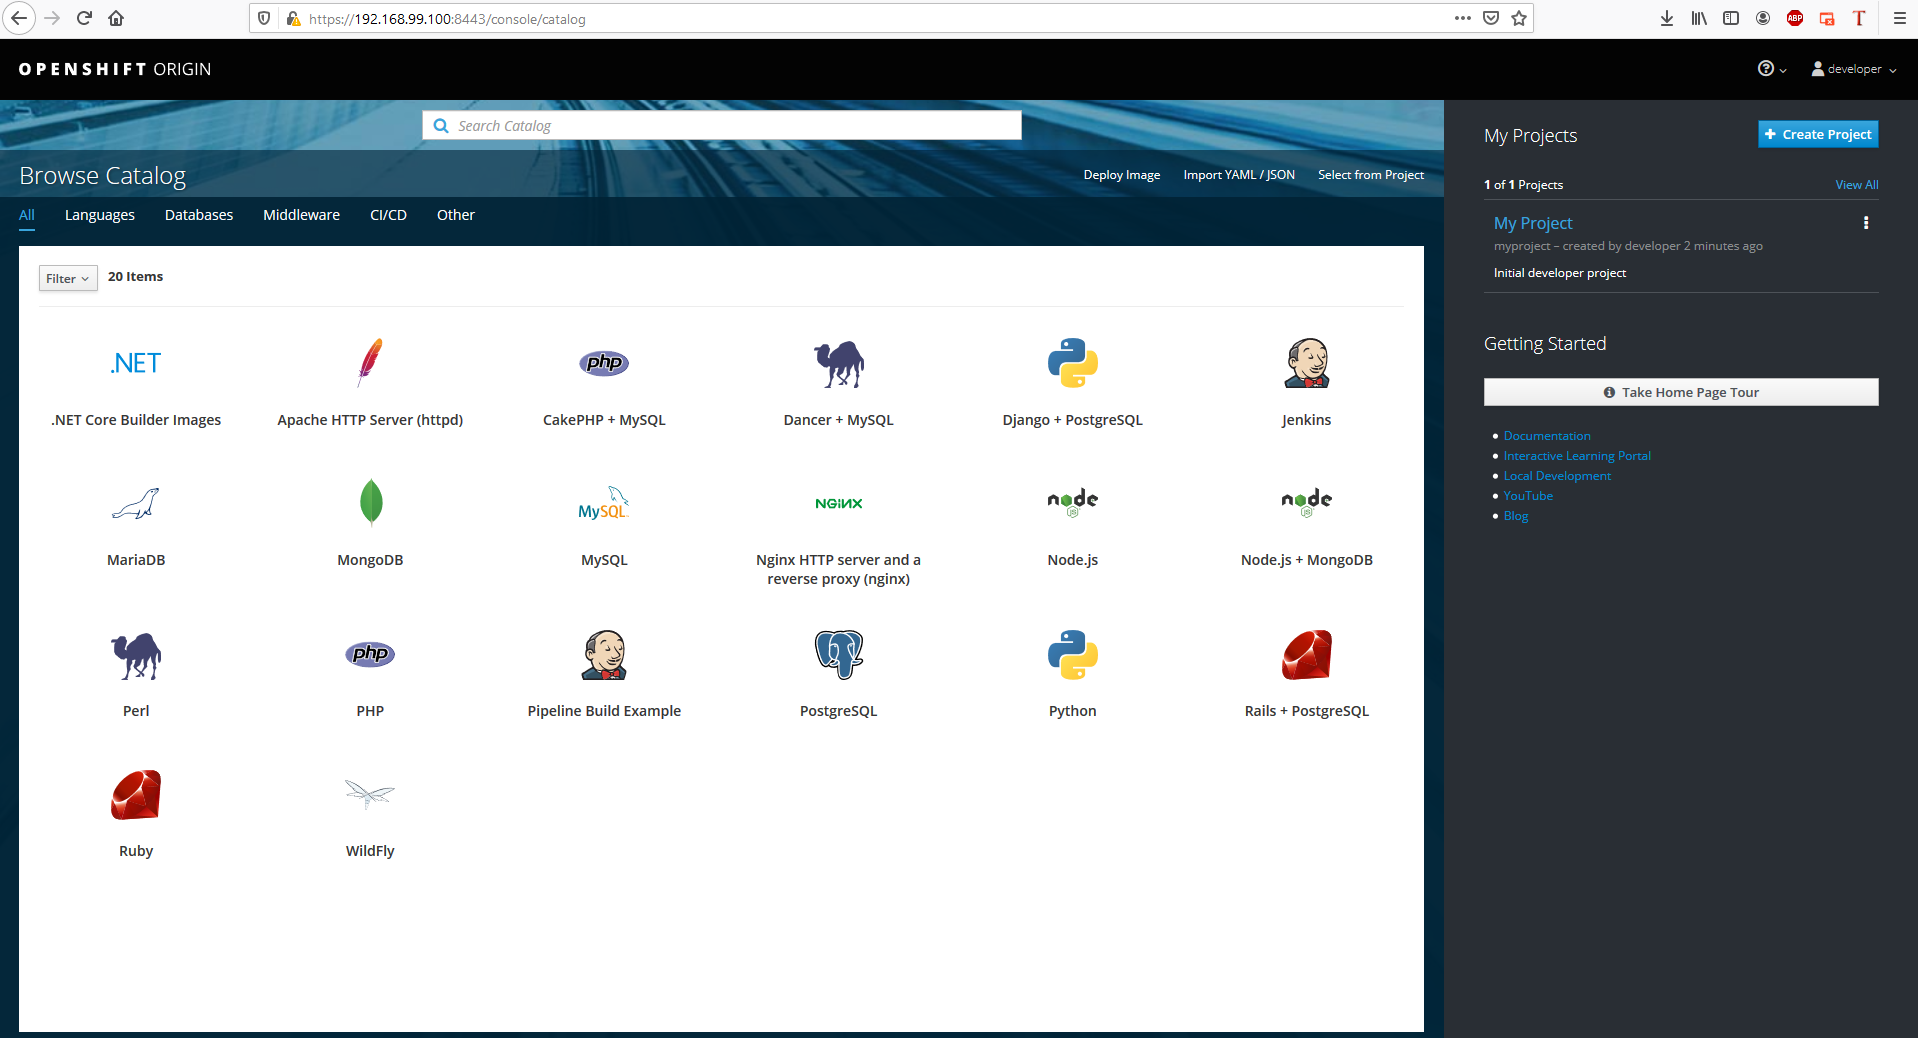 https://192.168.99.100:8443/console/catalog
ABP
T
OPENSHIFT ORIGIN
developer
Search Catalog
Browse Catalog
Deploy Image
Import YAML / JSON
Select from Project
All
Languages
Databases
Middleware
CI/CD
Other
Filter
20 Items
.NET
php
.NET Core Builder Images
Apache HTTP Server (httpd)
CakePHP + MySQL
Dancer + MySQL
Django + PostgreSQL
Jenkins
MySQL
NGINX
node
JS
node
JS
MariaDB
MongoDB
MySQL
Nginx HTTP server and a
reverse proxy (nginx)
Node.js
Node.js + MongoDB
php
Perl
PHP
Pipeline Build Example
PostgreSQL
Python
Rails + PostgreSQL
Ruby
WildFly
My Projects
Create Project
1 of 1 Projects
View All
My Project
myproject – created by developer 2 minutes ago
Initial developer project
Getting Started
Take Home Page Tour
Documentation
Interactive Learning Portal
Local Development
YouTube
Blog